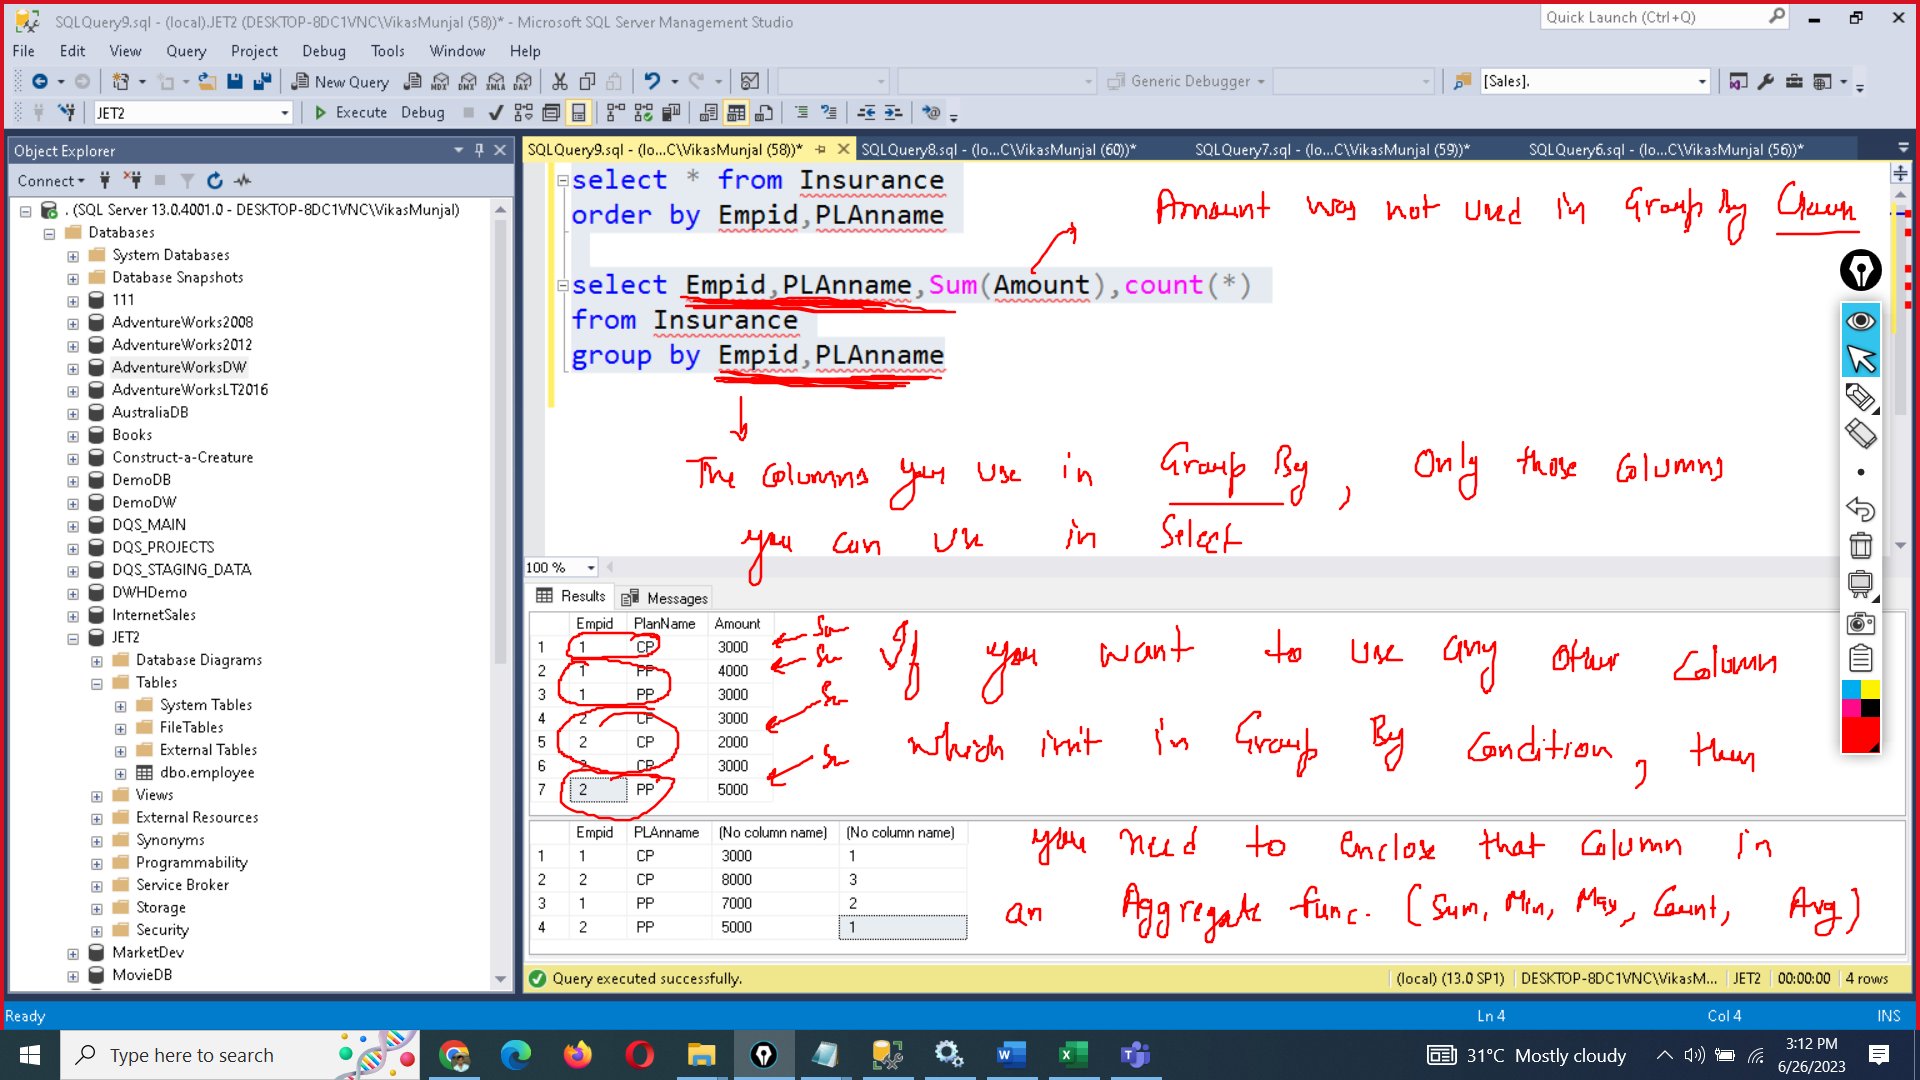 SQLQuery9.sql - (local).JET2 (DESKTOP-8DC1VNC\VikasMunjal (58))* - Microsoft SQL Server Management Studio
Quick Launch (Ctrl+Q)
File Edit View Query Project Debug Tools Window Help
New Query MDX DMX XMLA DAX Generic Debugger [Sales].
JET2 Execute Debug
Object Explorer
SQLQuery9.sql - (lo...C\VikasMunjal (58))* SQLQuery8.sql - (lo...C\VikasMunjal (60))* SQLQuery7.sql - (lo...C\VikasMunjal (59))* SQLQuery6.sql - (lo...C\VikasMunjal (56))*
Connect
. (SQL Server 13.0.4001.0 - DESKTOP-8DC1VNC\VikasMunjal)
Databases
System Databases
Database Snapshots
111
AdventureWorks2008
AdventureWorks2012
AdventureWorksDW
AdventureWorksLT2016
AustraliaDB
Books
Construct-a-Creature
DemoDB
DemoDW
DQS_MAIN
DQS_PROJECTS
DQS_STAGING_DATA
DWHDemo
InternetSales
JET2
Database Diagrams
Tables
System Tables
FileTables
External Tables
dbo.employee
Views
External Resources
Synonyms
Programmability
Service Broker
Storage
Security
MarketDev
MovieDB
select * from Insurance
order by Empid,PLAnname
Amount was not used in Group By
select Empid,PLAnname,Sum(Amount),count(*)
from Insurance
group by Empid,PLAnname
The Columns you use in Group By, Only those Columns
you can use in Select
100 %
Results Messages
Empid PlanName Amount
1 1 CP 3000
2 1 PP 4000
3 1 PP 3000
4 2 CP 3000
5 2 CP 2000
6 2 CP 3000
7 2 PP 5000
If you want to use any other Column
which isn't in Group By Condition, then
Empid PLAnname (No column name) (No column name)
1 1 CP 3000 1
2 2 CP 8000 3
3 1 PP 7000 2
4 2 PP 5000 1
you need to enclose that Column in
an Aggregate func. (Sum, Min, Max, Count, Avg)
Query executed successfully. (local) (13.0 SP1) DESKTOP-8DC1VNC\VikasM... JET2 00:00:00 4 rows
Ready Ln 4 Col 4 INS
Type here to search
31°C Mostly cloudy
3:12 PM
6/26/2023